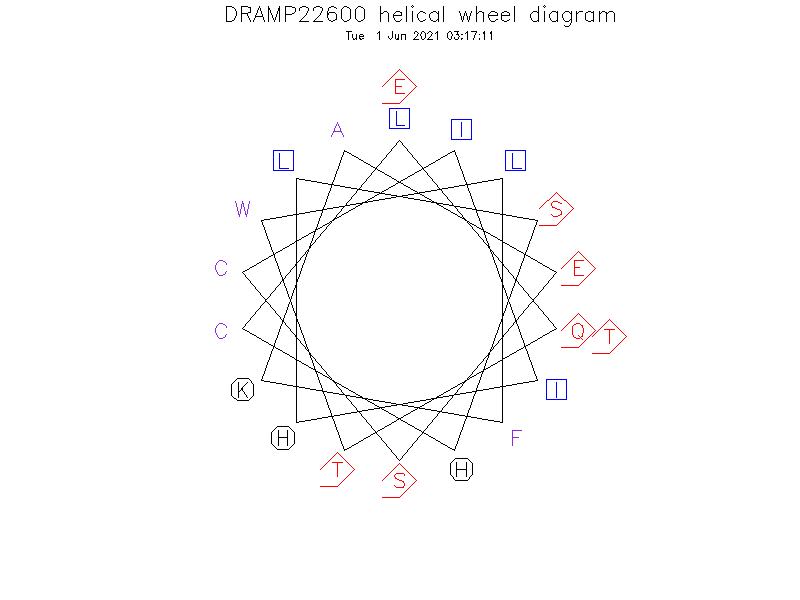 DRAMP22600 helical wheel diagram
Tue 1 Jun 2021 03:17:11
E
A L I
L L
W S
C E
C Q T
K I
H F
T S H